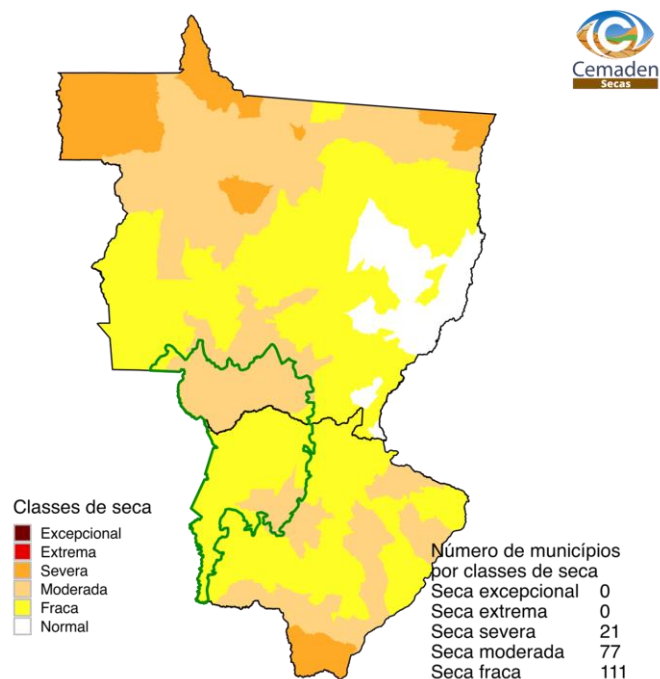 Cemaden
Secas
Classes de seca
Excepcional
Extrema
Severa
Moderada
Fraca
Normal
Número de municípios
por classes de seca
Seca excepcional 0
Seca extrema 0
Seca severa 21
Seca moderada 77
Seca fraca 111